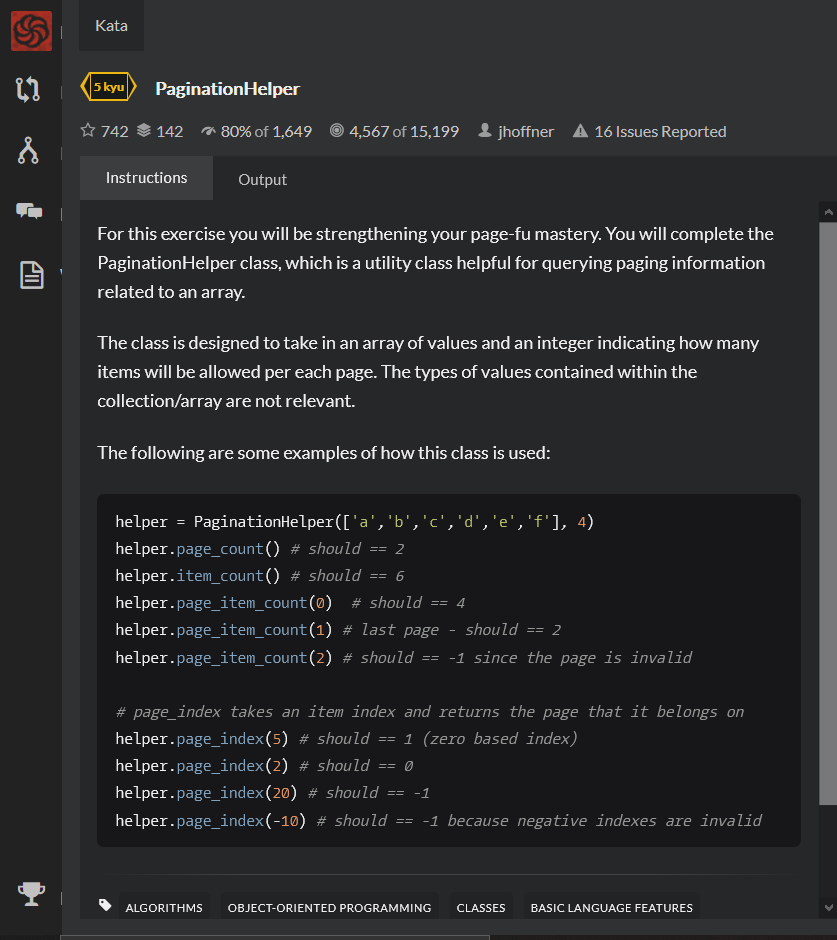 Kata
5 kyu PaginationHelper
742 142 80% of 1,649 4,567 of 15,199 jhoffner 16 Issues Reported
Instructions Output
For this exercise you will be strengthening your page-fu mastery. You will complete the
PaginationHelper class, which is a utility class helpful for querying paging information
related to an array.
The class is designed to take in an array of values and an integer indicating how many
items will be allowed per each page. The types of values contained within the
collection/array are not relevant.
The following are some examples of how this class is used:
helper = PaginationHelper(['a','b','c','d','e','f'], 4)
helper.page_count() # should == 2
helper.item_count() # should == 6
helper.page_item_count(0)  # should == 4
helper.page_item_count(1) # last page - should == 2
helper.page_item_count(2) # should == -1 since the page is invalid
# page_index takes an item index and returns the page that it belongs on
helper.page_index(5) # should == 1 (zero based index)
helper.page_index(2) # should == 0
helper.page_index(20) # should == -1
helper.page_index(-10) # should == -1 because negative indexes are invalid
ALGORITHMS OBJECT-ORIENTED PROGRAMMING CLASSES BASIC LANGUAGE FEATURES